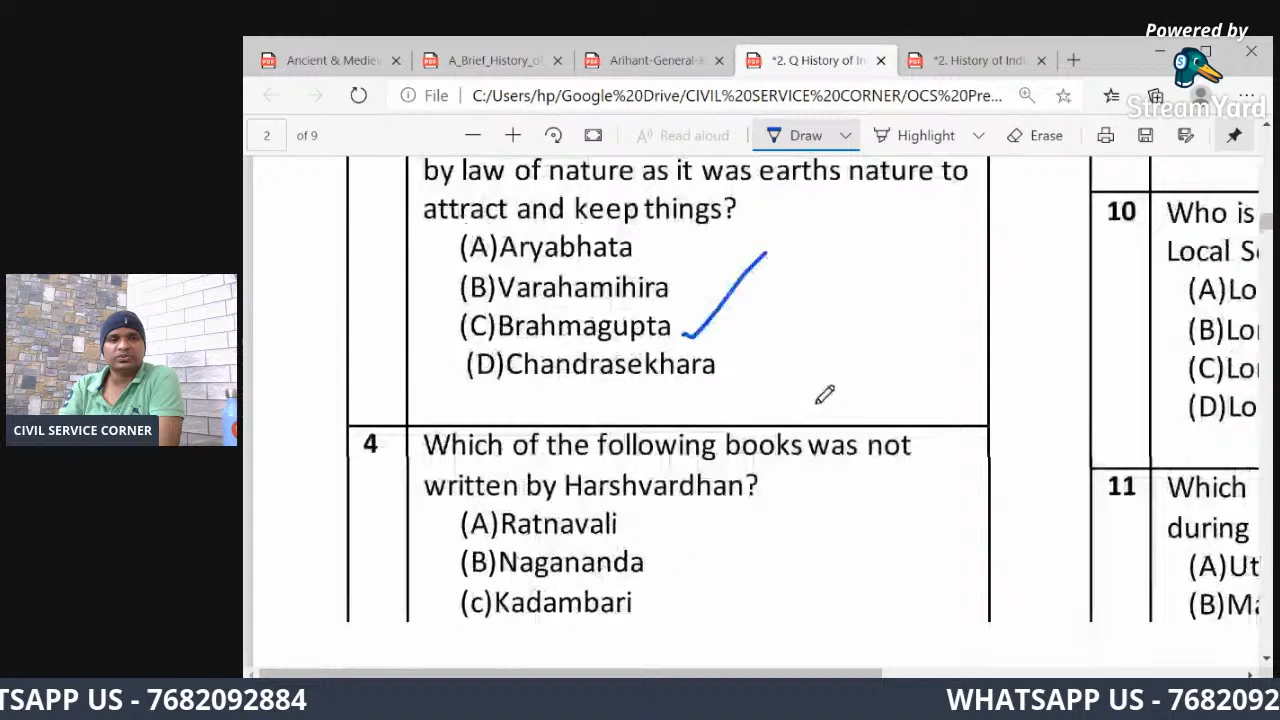 Powered by
StreamYard
Ancient & Mediev
A_Brief_History_o
Arihant-General-K
*2. Q History of In
*2. History of Indi
File
C:/Users/hp/Google%20Drive/CIVIL%20SERVICE%20CORNER/OCS%20Pre...
2 of 9
Read aloud
Draw
Highlight
Erase
by law of nature as it was earths nature to
attract and keep things?
(A)Aryabhata
(B)Varahamihira
(C)Brahmagupta
(D)Chandrasekhara
4 Which of the following books was not
written by Harshvardhan?
(A)Ratnavali
(B)Nagananda
(c)Kadambari
10 Who is
Local S
(A)Lo
(B)Lo
(C)Lo
(D)Lo
11 Which
during
(A)Ut
(B)Ma
CIVIL SERVICE CORNER
TSAPP US - 7682092884
WHATSAPP US - 7682092